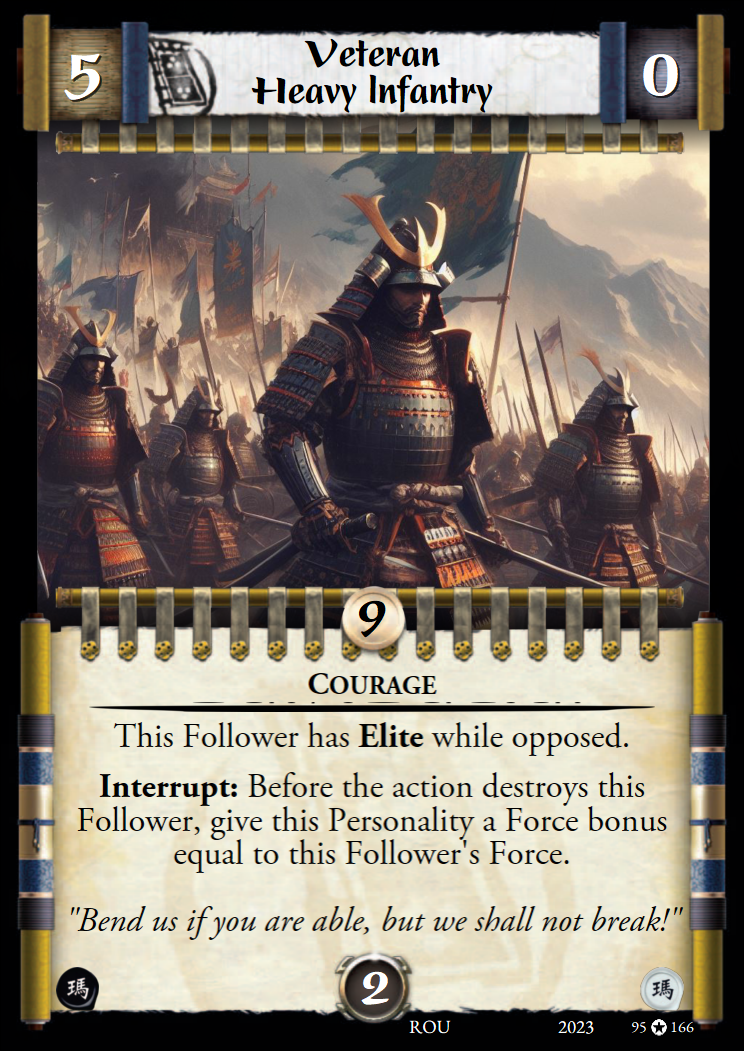 5
Veteran
Heavy Infantry
0
9
Courage
This Follower has Elite while opposed.
Interrupt: Before the action destroys this
Follower, give this Personality a Force bonus
equal to this Follower's Force.
"Bend us if you are able, but we shall not break!"
瑪
2
瑪
ROU 2023 95 ✪ 166